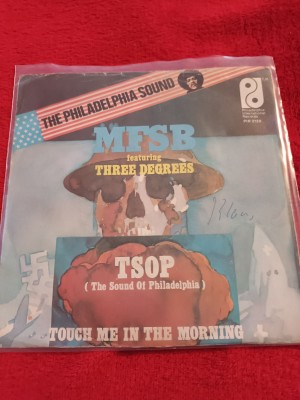 THE PHILADELPHIA SOUND
MFSB
featuring
THREE DEGREES
TSOP
( The Sound Of Philadelphia )
TOUCH ME IN THE MORNING